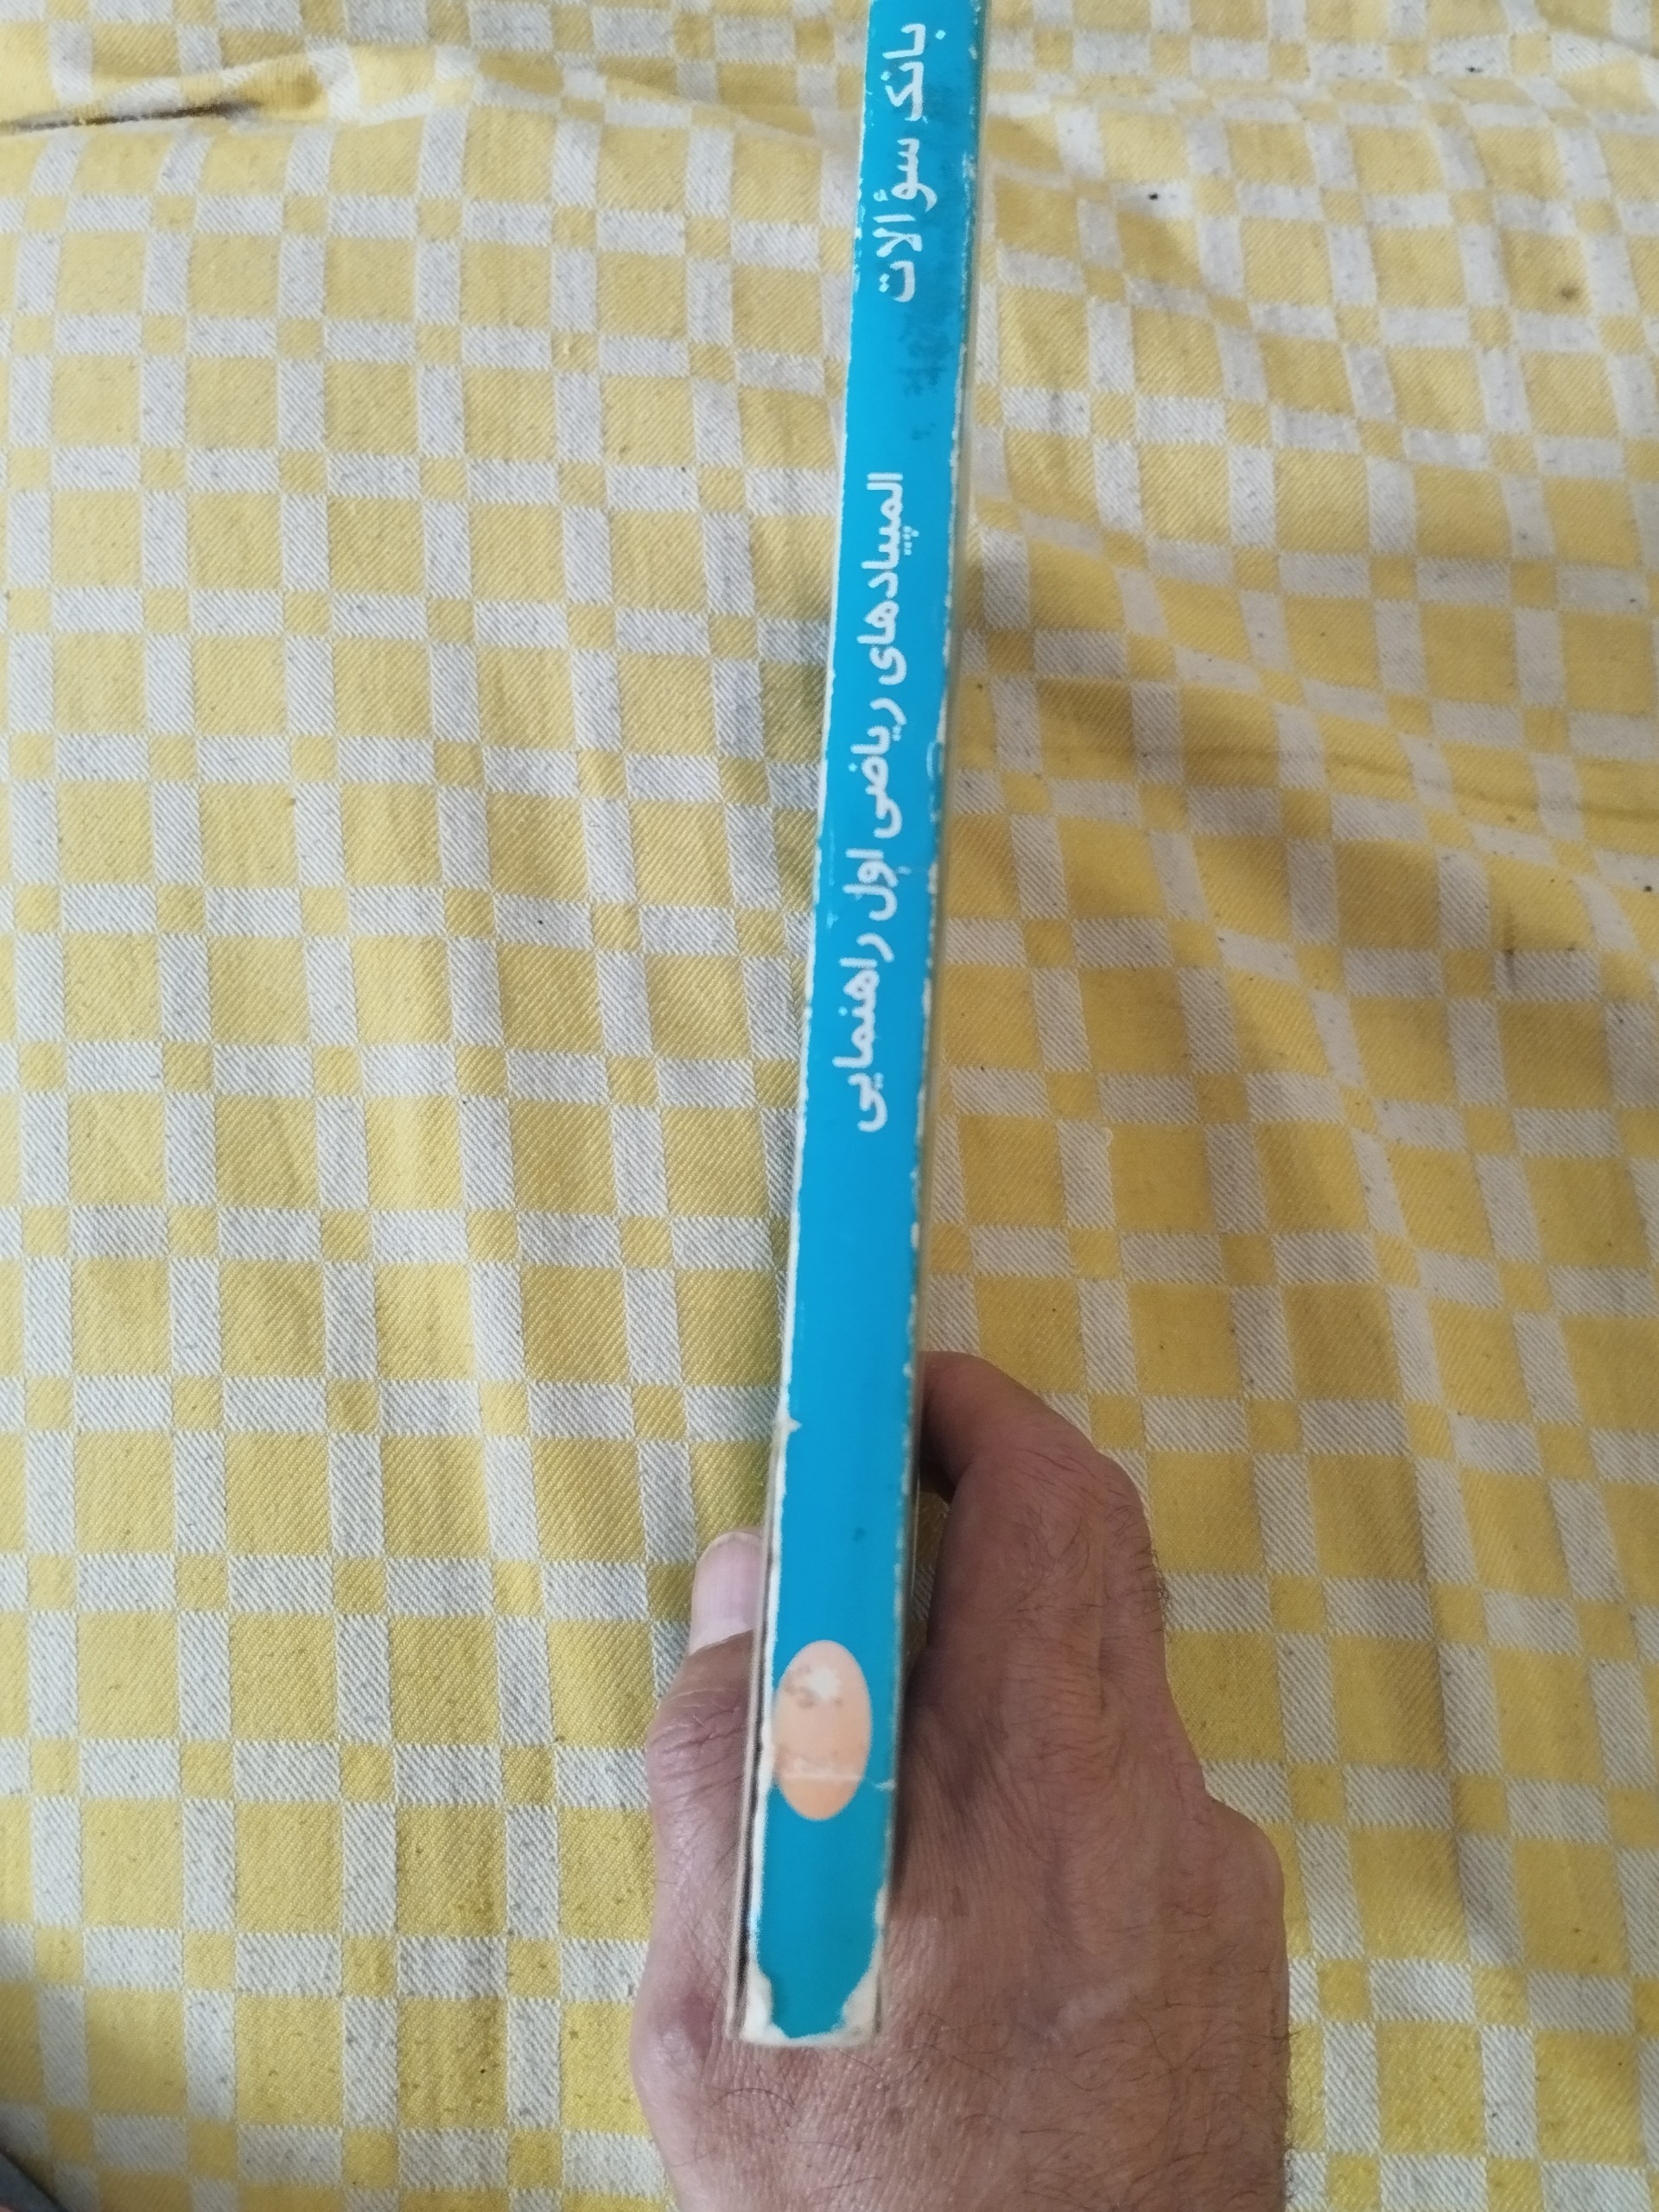 بانک سؤالات
المپیادهای ریاضی اول راهنمایی